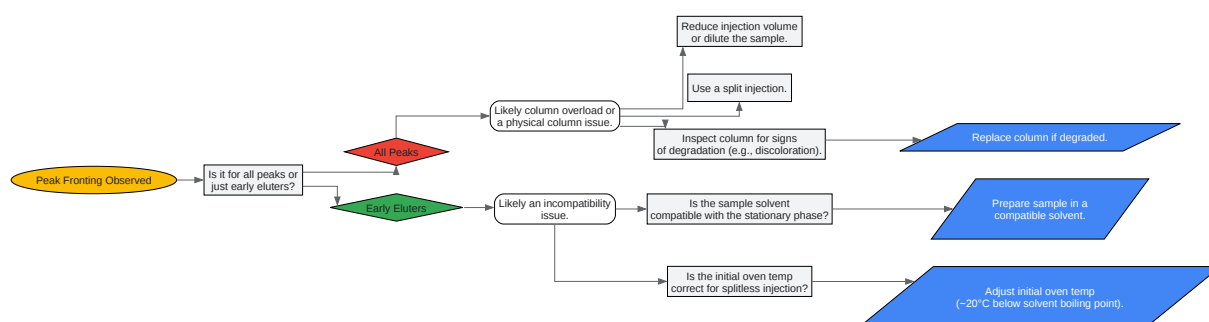 Peak Fronting Observed
Is it for all peaks or
just early eluters?
All Peaks
Early Eluters
Likely column overload or
a physical column issue.
Likely an incompatibility
issue.
Reduce injection volume
or dilute the sample.
Use a split injection.
Inspect column for signs
of degradation (e.g., discoloration).
Is the sample solvent
compatible with the stationary phase?
Is the initial oven temp
correct for splitless injection?
Replace column if degraded.
Prepare sample in a
compatible solvent.
Adjust initial oven temp
(~20°C below solvent boiling point).